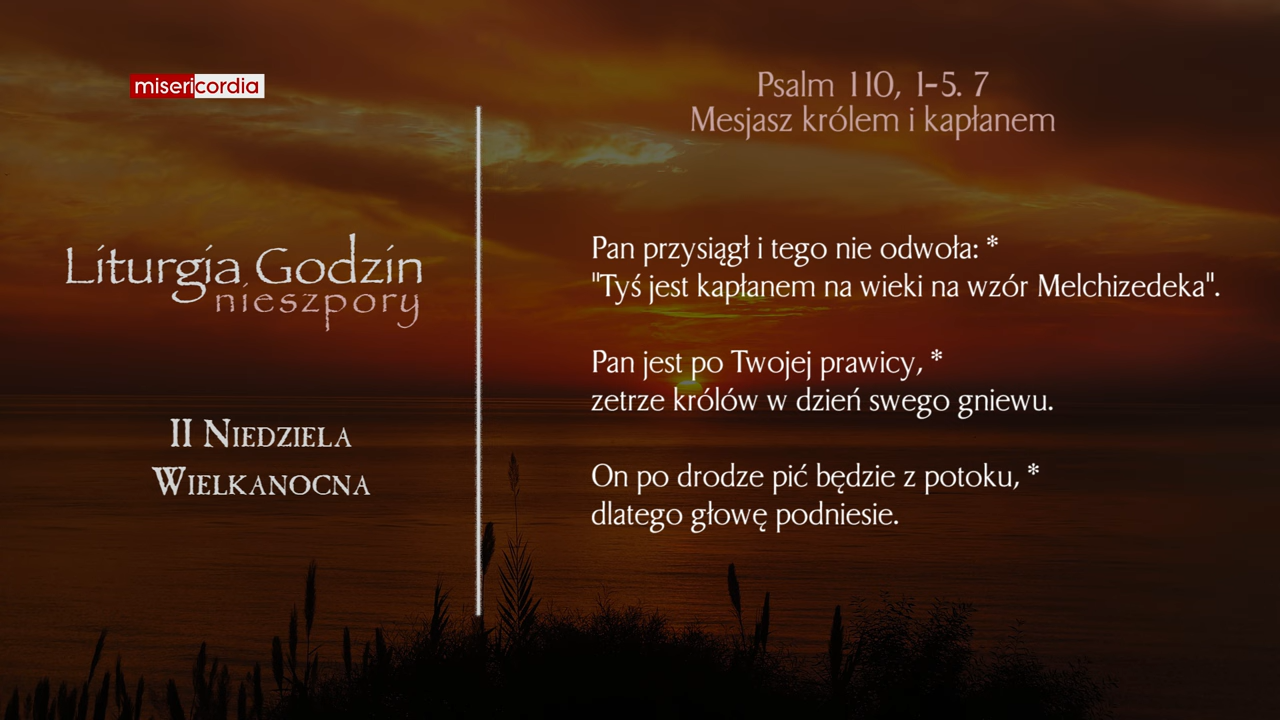 misericordia
Liturgia Godzin
nieszpory
II Niedziela
Wielkanocna
Psalm 110, 1-5. 7
Mesjasz królem i kapłanem
Pan przysiągł i tego nie odwoła: *
"Tyś jest kapłanem na wieki na wzór Melchizedeka".
Pan jest po Twojej prawicy, *
zetrze królów w dzień swego gniewu.
On po drodze pić będzie z potoku, *
dlatego głowę podniesie.